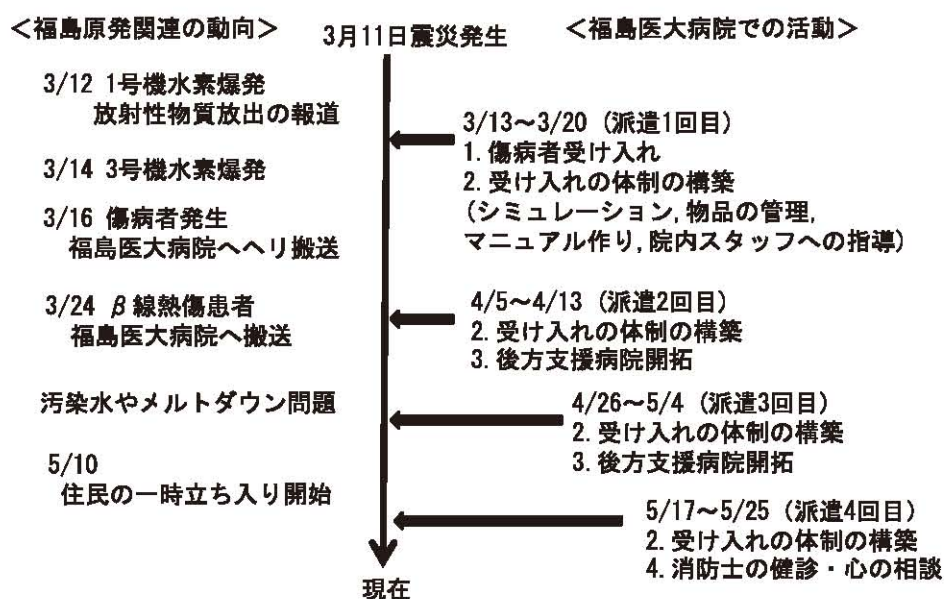 ＜福島原発関連の動向＞
3月11日震災発生
＜福島医大病院での活動＞
3/12 1号機水素爆発
放射性物質放出の報道
3/14 3号機水素爆発
3/16 傷病者発生
福島医大病院へヘリ搬送
3/24 β線熱傷患者
福島医大病院へ搬送
汚染水やメルトダウン問題
5/10
住民の一時立ち入り開始
3/13～3/20 (派遣1回目)
1. 傷病者受け入れ
2. 受け入れの体制の構築
(シミュレーション, 物品の管理,
マニュアル作り, 院内スタッフへの指導)
4/5～4/13 (派遣2回目)
2. 受け入れの体制の構築
3. 後方支援病院開拓
4/26～5/4 (派遣3回目)
2. 受け入れの体制の構築
3. 後方支援病院開拓
5/17～5/25 (派遣4回目)
2. 受け入れの体制の構築
4. 消防士の健診・心の相談
現在